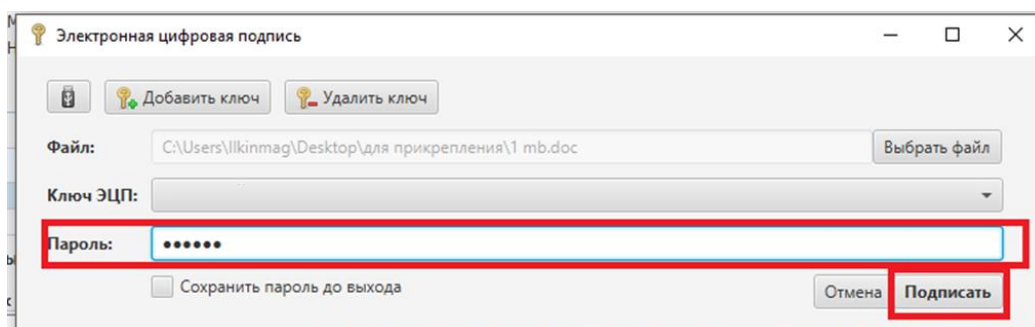 Электронная цифровая подпись
Добавить ключ
Удалить ключ
Файл: C:\Users\Ilkinmag\Desktop\для прикрепления\1 mb.doc Выбрать файл
Ключ ЭЦП:
Пароль: ••••••
Сохранить пароль до выхода
Отмена Подписать